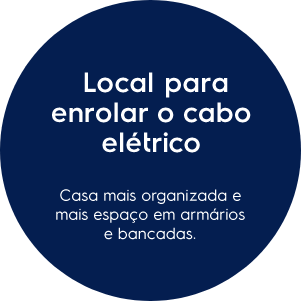 Local para
enrolar o cabo
elétrico
Casa mais organizada e
mais espaço em armários
e bancadas.